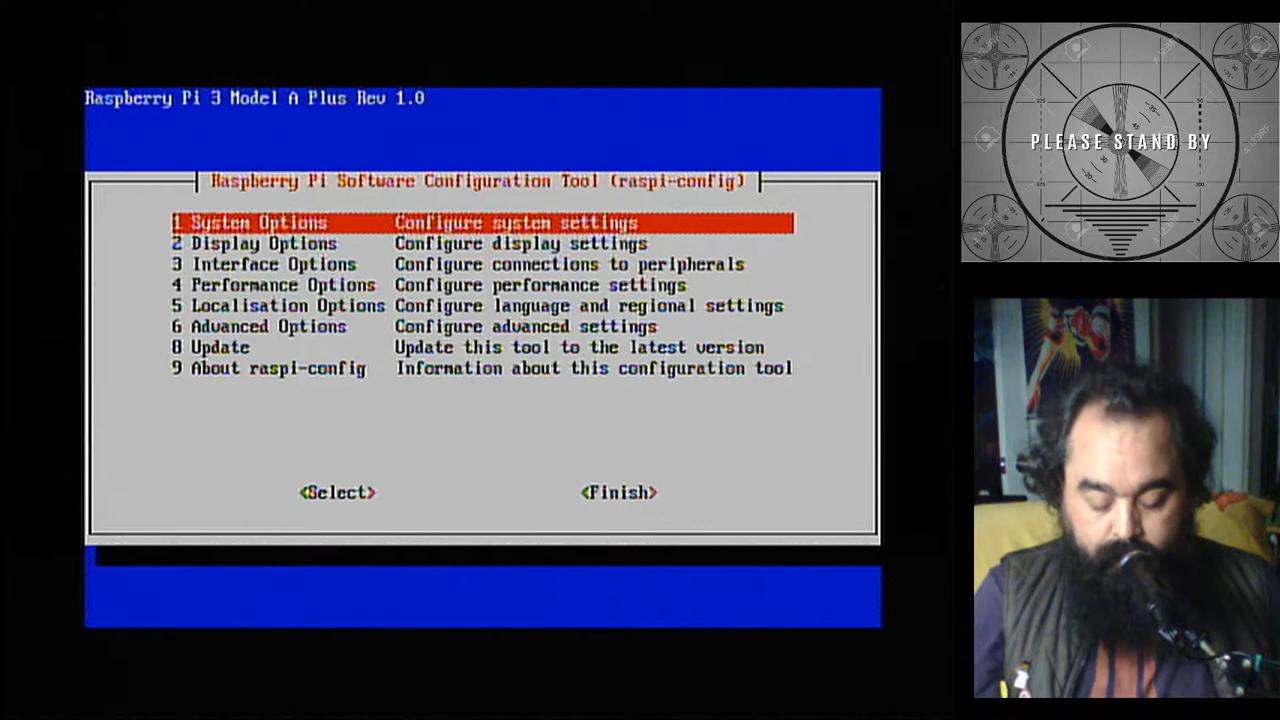 Raspberry Pi 3 Model A Plus Rev 1.0
Raspberry Pi Software Configuration Tool (raspi-config)
1 System Options Configure system settings
2 Display Options Configure display settings
3 Interface Options Configure connections to peripherals
4 Performance Options Configure performance settings
5 Localisation Options Configure language and regional settings
6 Advanced Options Configure advanced settings
8 Update Update this tool to the latest version
9 About raspi-config Information about this configuration tool
<Select> <Finish>
PLEASE STAND BY